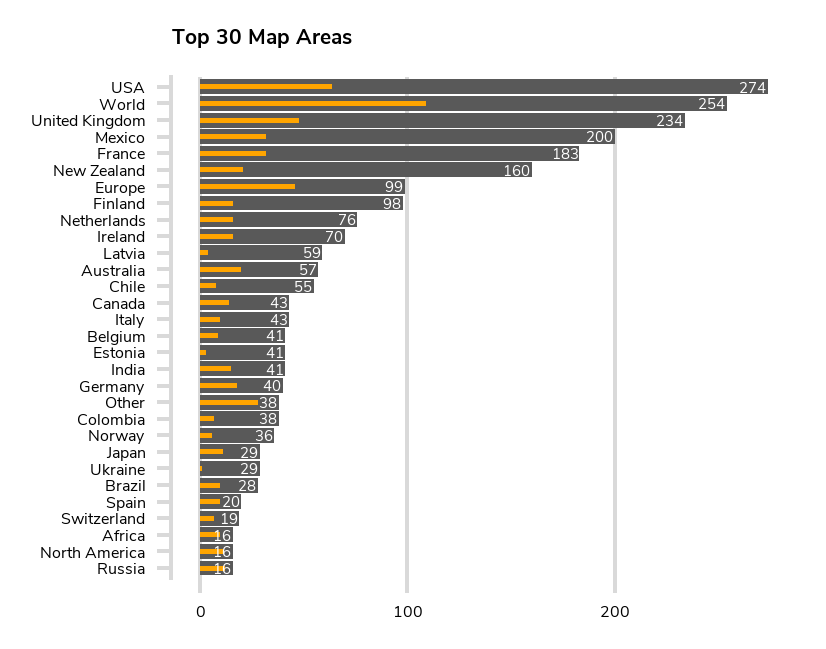 Top 30 Map Areas
USA 274
World 254
United Kingdom 234
Mexico 200
France 183
New Zealand 160
Europe 99
Finland 98
Netherlands 76
Ireland 70
Latvia 59
Australia 57
Chile 55
Canada 43
Italy 43
Belgium 41
Estonia 41
India 41
Germany 40
Other 38
Colombia 38
Norway 36
Japan 29
Ukraine 29
Brazil 28
Spain 20
Switzerland 19
Africa 16
North America 16
Russia 16
0 100 200